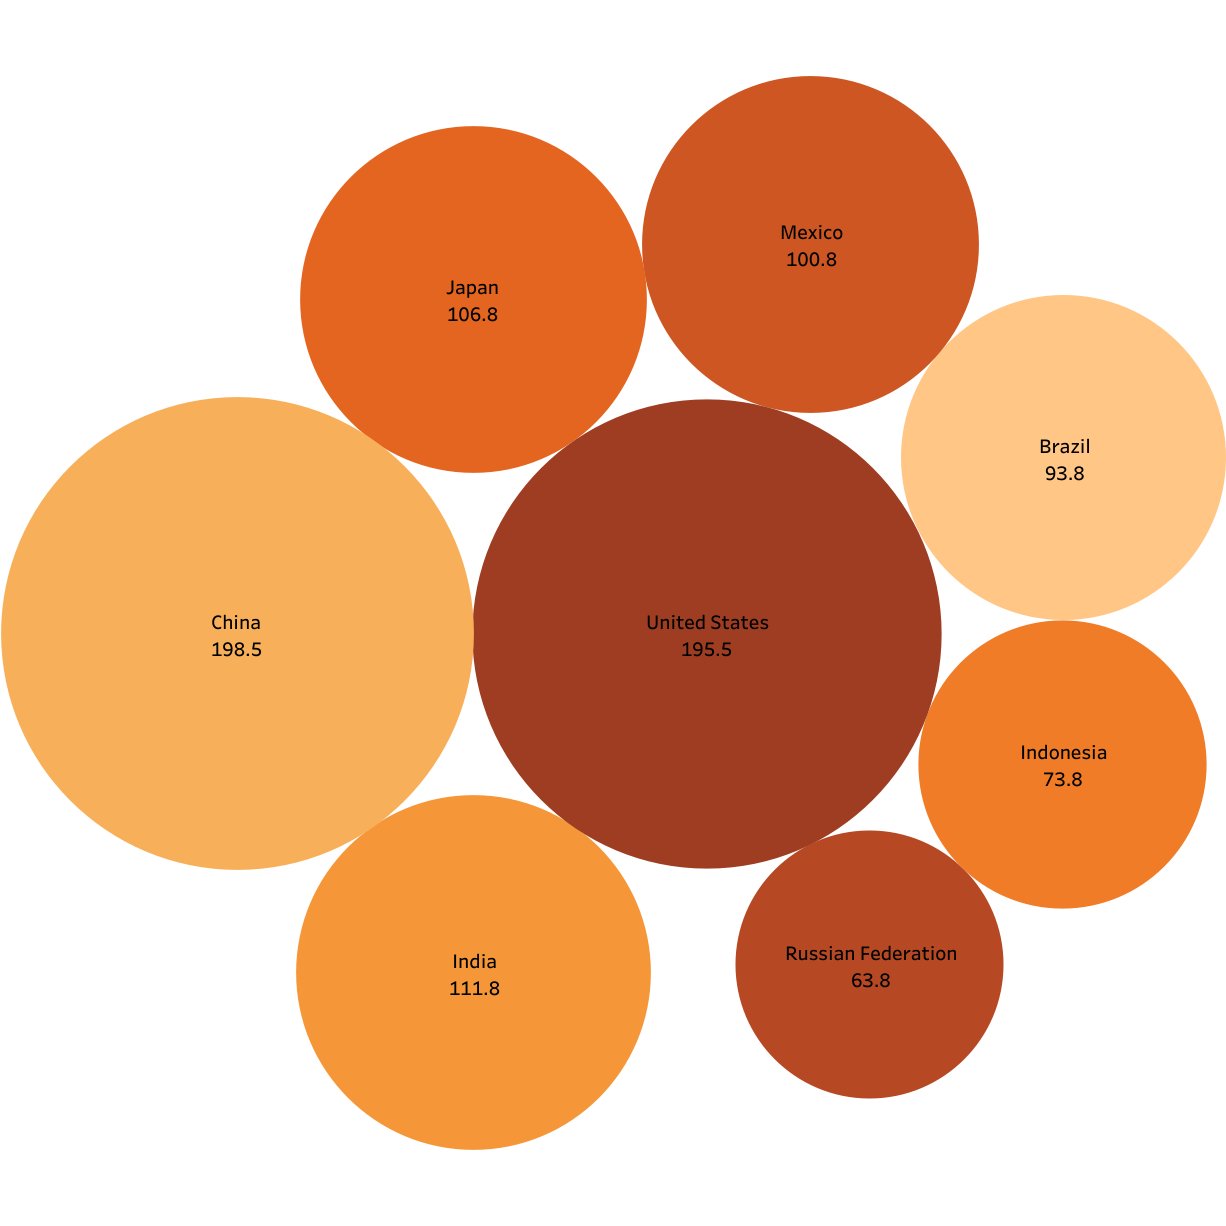 Mexico
100.8
Japan
106.8
Brazil
93.8
China
198.5
United States
195.5
Indonesia
73.8
India
111.8
Russian Federation
63.8